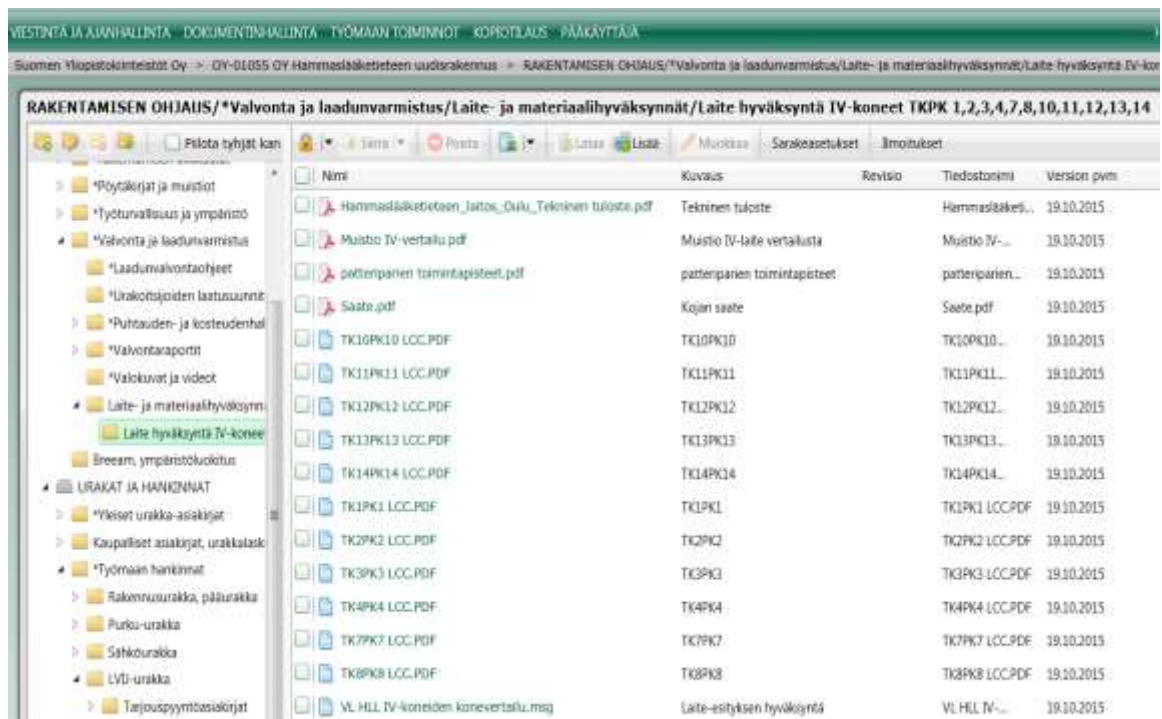 VIESTINTÄ JA AJANHALLINTA DOKUMENTINHALLINTA TYÖMAAN TOIMINNOT KOPIOTILAUS PÄÄKÄYTTÄJÄ
Suomen Yliopistokiinteistöt Oy > OY-01055 OY Hammaslääketieteen uudisrakennus > RAKENTAMISEN OHJAUS/*Valvonta ja laadunvarmistus/Laite- ja materiaalihyväksynnät/Laite hyväksyntä IV-kon
RAKENTAMISEN OHJAUS/*Valvonta ja laadunvarmistus/Laite- ja materiaalihyväksynnät/Laite hyväksyntä IV-koneet TKPK 1,2,3,4,7,8,10,11,12,13,14
Piilota tyhjät kan Siirrä Poista Lataa Lisää Muokkaa Sarakeasetukset Ilmoitukset
Nimi Kuvaus Revisio Tiedostonimi Version pvm
*Pöytäkirjat ja muistiot
*Työturvallisuus ja ympäristö
*Valvonta ja laadunvarmistus
*Laadunvalvontaohjeet
*Urakoitsijoiden laatusuunnit
*Puhtauden- ja kosteudenhal
*Valvontaraportit
*Valokuvat ja videot
Laite- ja materiaalihyväksynn
Laite hyväksyntä IV-konee
Breeam, ympäristöluokitus
URAKAT JA HANKINNAT
*Yleiset urakka-asiakirjat
Kaupalliset asiakirjat, urakkalask
*Työmaan hankinnat
Rakennusurakka, pääurakka
Purku-urakka
Sähköurakka
LVI-urakka
Tarjouspyyntöasiakirjat
Hammaslääketieteen_laitos_Oulu_Tekninen tuloste.pdf Tekninen tuloste Hammaslääketi... 19.10.2015
Muistio IV-vertailu.pdf Muistio IV-laite vertailusta Muistio IV-... 19.10.2015
patteriparien toimintapisteet.pdf patteriparien toimintapisteet patteriparien... 19.10.2015
Saate.pdf Kojan saate Saate.pdf 19.10.2015
TK10PK10 LCC.PDF TK10PK10 TK10PK10... 19.10.2015
TK11PK11 LCC.PDF TK11PK11 TK11PK11... 19.10.2015
TK12PK12 LCC.PDF TK12PK12 TK12PK12... 19.10.2015
TK13PK13 LCC.PDF TK13PK13 TK13PK13... 19.10.2015
TK14PK14 LCC.PDF TK14PK14 TK14PK14... 19.10.2015
TK1PK1 LCC.PDF TK1PK1 TK1PK1 LCC.PDF 19.10.2015
TK2PK2 LCC.PDF TK2PK2 TK2PK2 LCC.PDF 19.10.2015
TK3PK3 LCC.PDF TK3PK3 TK3PK3 LCC.PDF 19.10.2015
TK4PK4 LCC.PDF TK4PK4 TK4PK4 LCC.PDF 19.10.2015
TK7PK7 LCC.PDF TK7PK7 TK7PK7 LCC.PDF 19.10.2015
TK8PK8 LCC.PDF TK8PK8 TK8PK8 LCC.PDF 19.10.2015
VL HLL IV-koneiden konevertailu.msg Laite-esityksen hyväksyntä VL HLL IV-... 19.10.2015